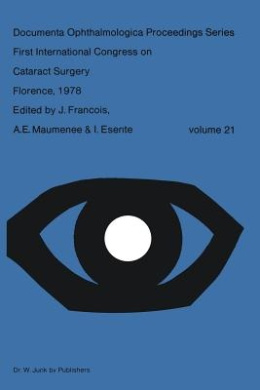 Documenta Ophthalmologica Proceedings Series
First International Congress on
Cataract Surgery
Florence, 1978
Edited by J. Francois,
A.E. Maumenee & I. Esente volume 21
Dr. W. Junk bv Publishers